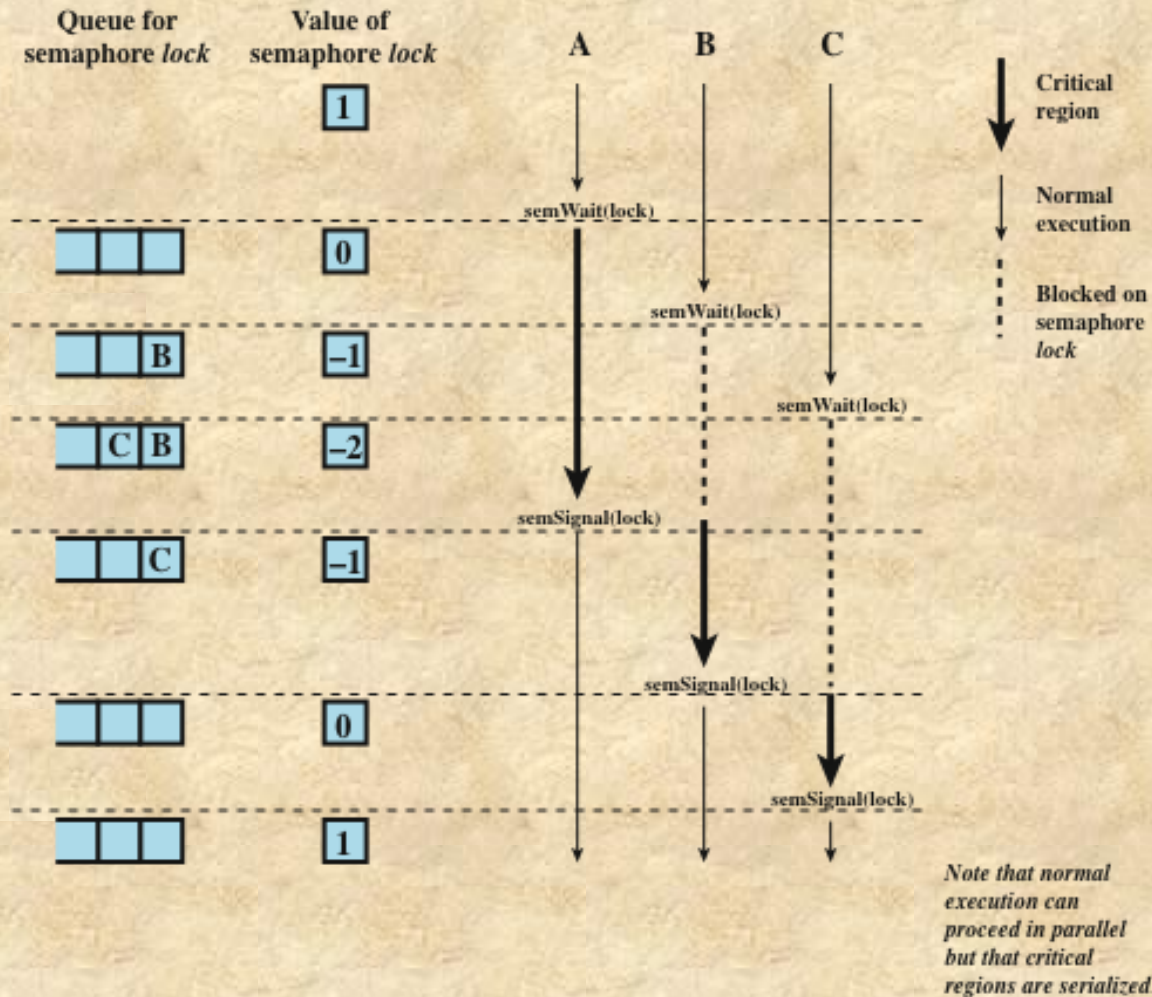 Queue for
semaphore lock
Value of
semaphore lock
A
B
C
1
Critical
region
Normal
execution
semWait(lock)
0
semWait(lock)
Blocked on
semaphore
lock
B
–1
semWait(lock)
C B
–2
semSignal(lock)
C
–1
semSignal(lock)
0
semSignal(lock)
1
Note that normal
execution can
proceed in parallel
but that critical
regions are serialized.